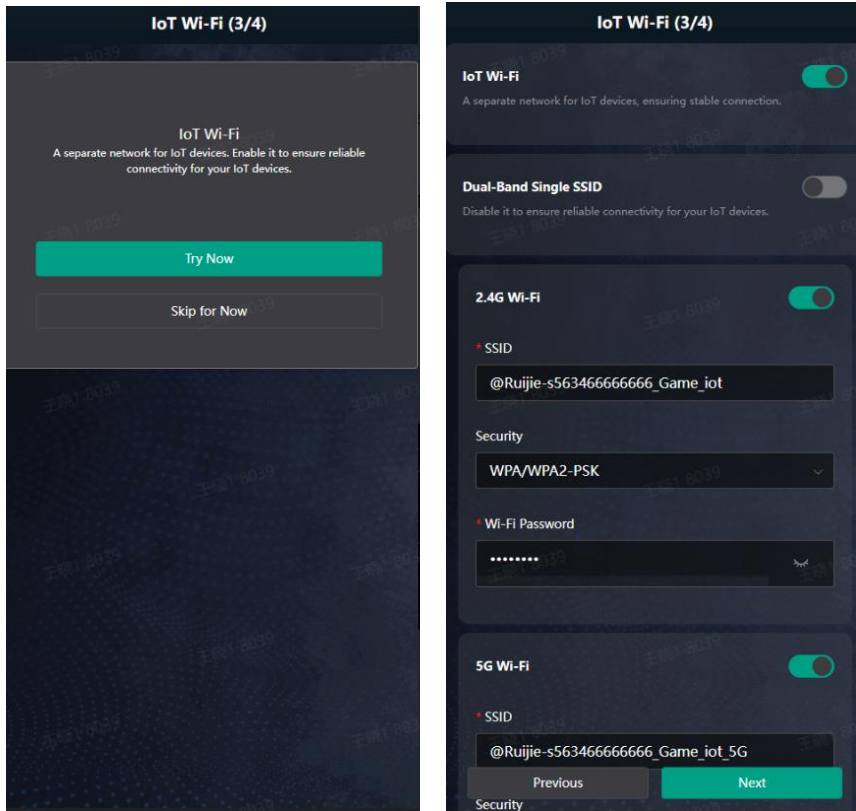 IoT Wi-Fi (3/4)
IoT Wi-Fi
A separate network for IoT devices. Enable it to ensure reliable
connectivity for your IoT devices.
Try Now
Skip for Now
IoT Wi-Fi (3/4)
IoT Wi-Fi
A separate network for IoT devices, ensuring stable connection.
Dual-Band Single SSID
Disable it to ensure reliable connectivity for your IoT devices.
2.4G Wi-Fi
* SSID
@Ruijie-s563466666666_Game_iot
Security
WPA/WPA2-PSK
* Wi-Fi Password
••••••••
5G Wi-Fi
* SSID
@Ruijie-s563466666666_Game_iot_5G
Previous
Next
Security